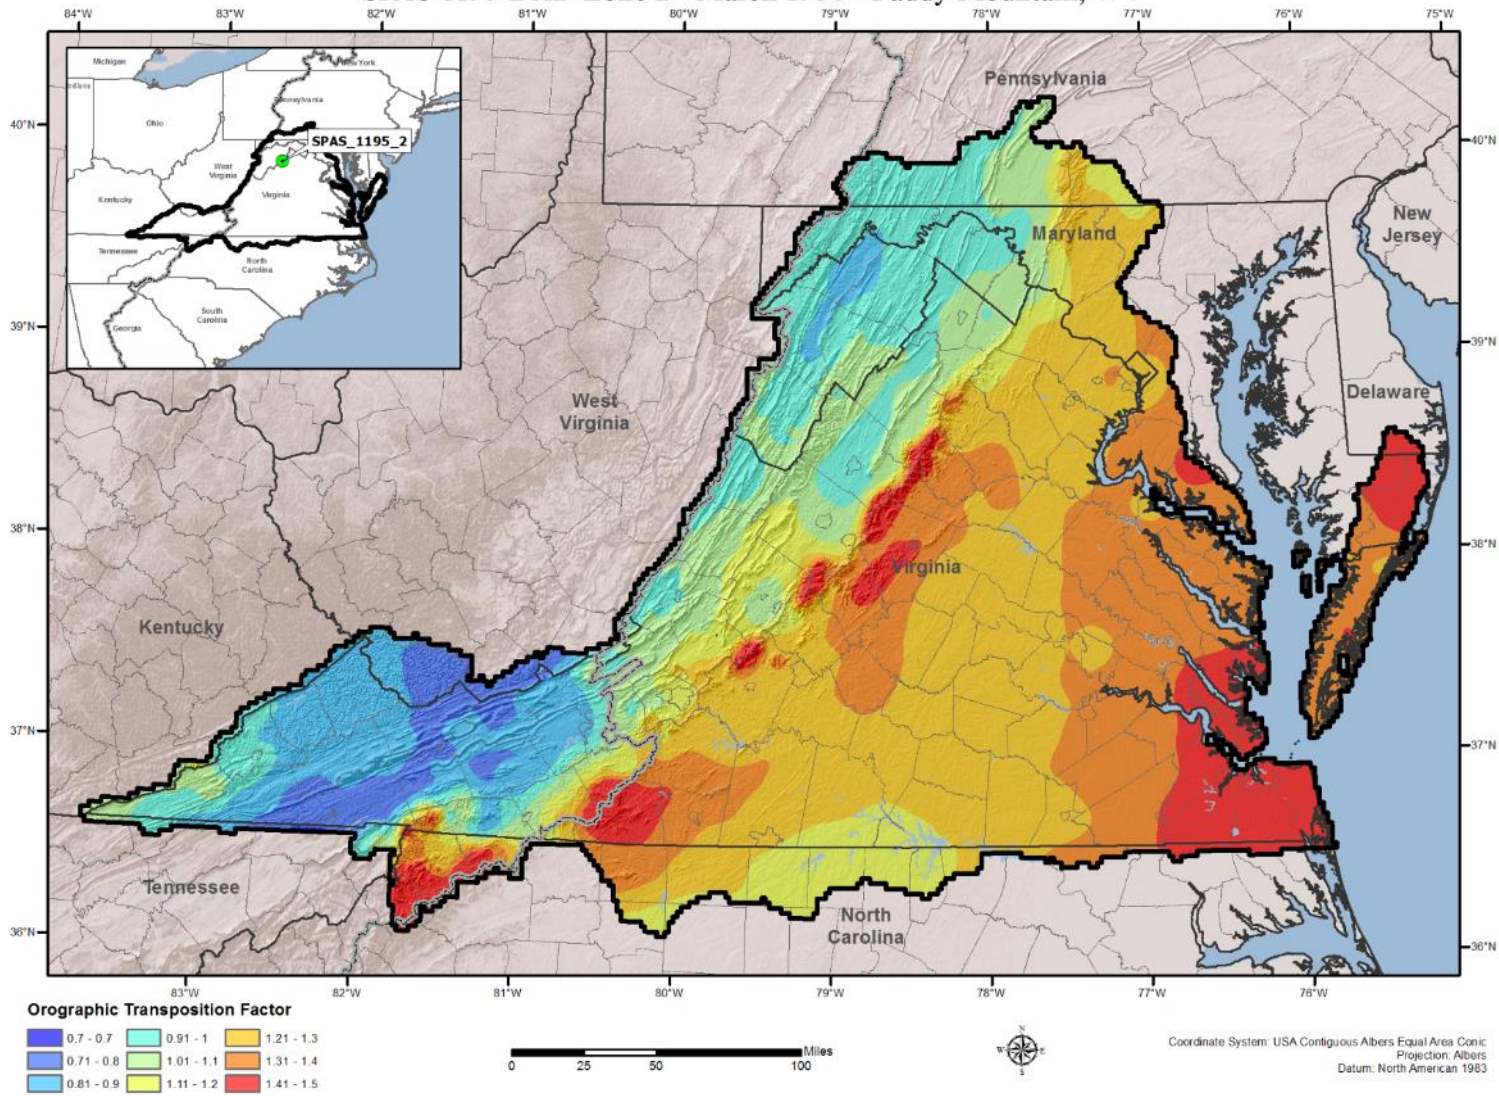 84°W 83°W 82°W 81°W 80°W 79°W 78°W 77°W 76°W 75°W
Michigan
New York
Indiana
Pennsylvania
Ohio
SPAS_1195_2
West
Virginia
Virginia
Kentucky
Tennessee
North
Carolina
South
Carolina
Georgia
Pennsylvania
40°N
40°N
New
Jersey
Maryland
39°N
39°N
Delaware
West
Virginia
38°N
38°N
Virginia
Kentucky
37°N
37°N
Tennessee
North
Carolina
36°N
36°N
83°W 82°W 81°W 80°W 79°W 78°W 77°W 76°W
Orographic Transposition Factor
0.7 - 0.7 0.91 - 1 1.21 - 1.3
0.71 - 0.8 1.01 - 1.1 1.31 - 1.4
0.81 - 0.9 1.11 - 1.2 1.41 - 1.5
Miles
0 25 50 100
N
W E
S
Coordinate System: USA Contiguous Albers Equal Area Conic
Projection: Albers
Datum: North American 1983